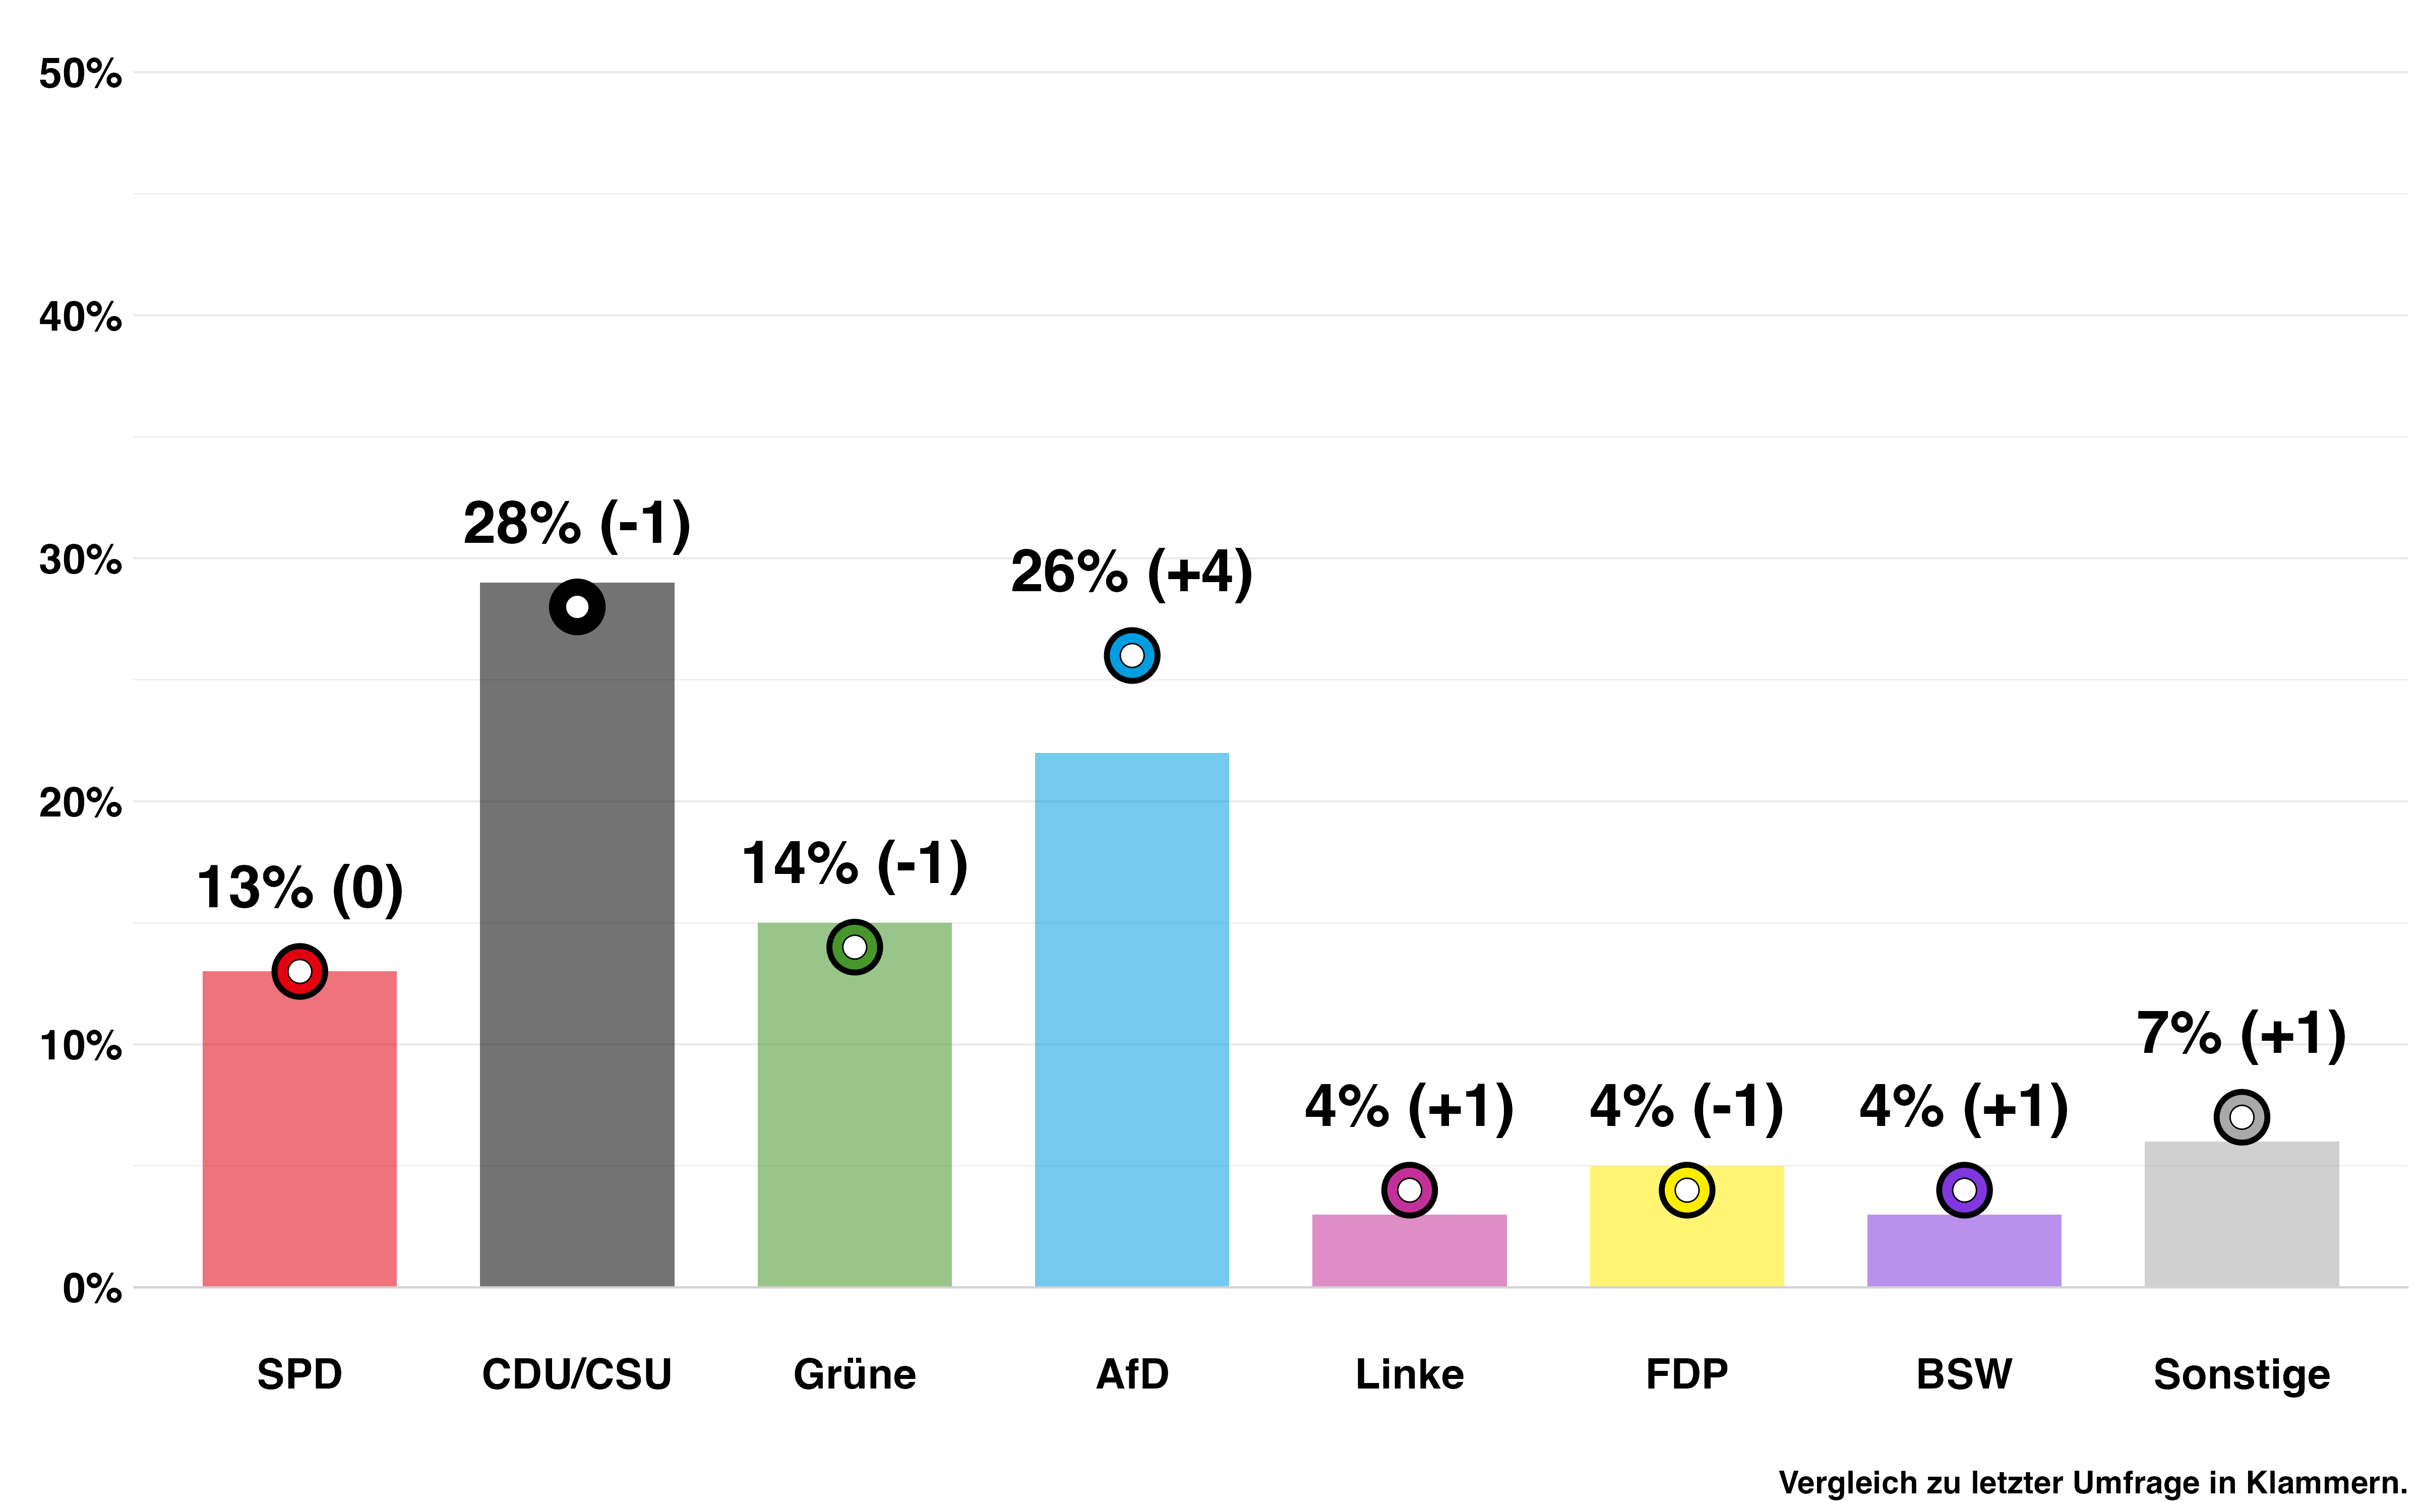 50%
40%
30%
20%
10%
0%
13% (0)
28% (-1)
14% (-1)
26% (+4)
4% (+1)
4% (-1)
4% (+1)
7% (+1)
SPD
CDU/CSU
Grüne
AfD
Linke
FDP
BSW
Sonstige
Vergleich zu letzter Umfrage in Klammern.